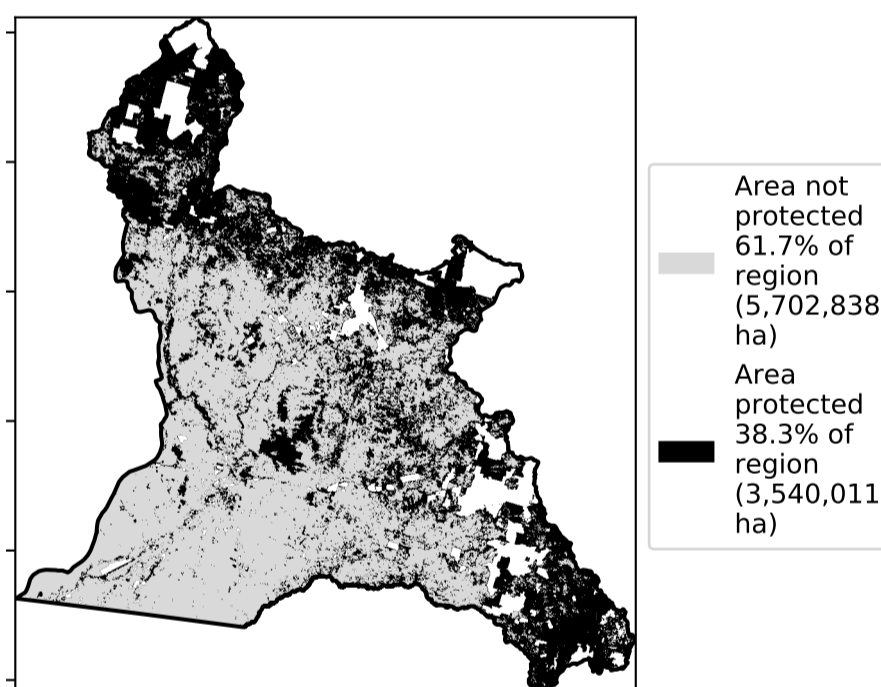 Area not
protected
61.7% of
region
(5,702,838
ha)
Area
protected
38.3% of
region
(3,540,011
ha)